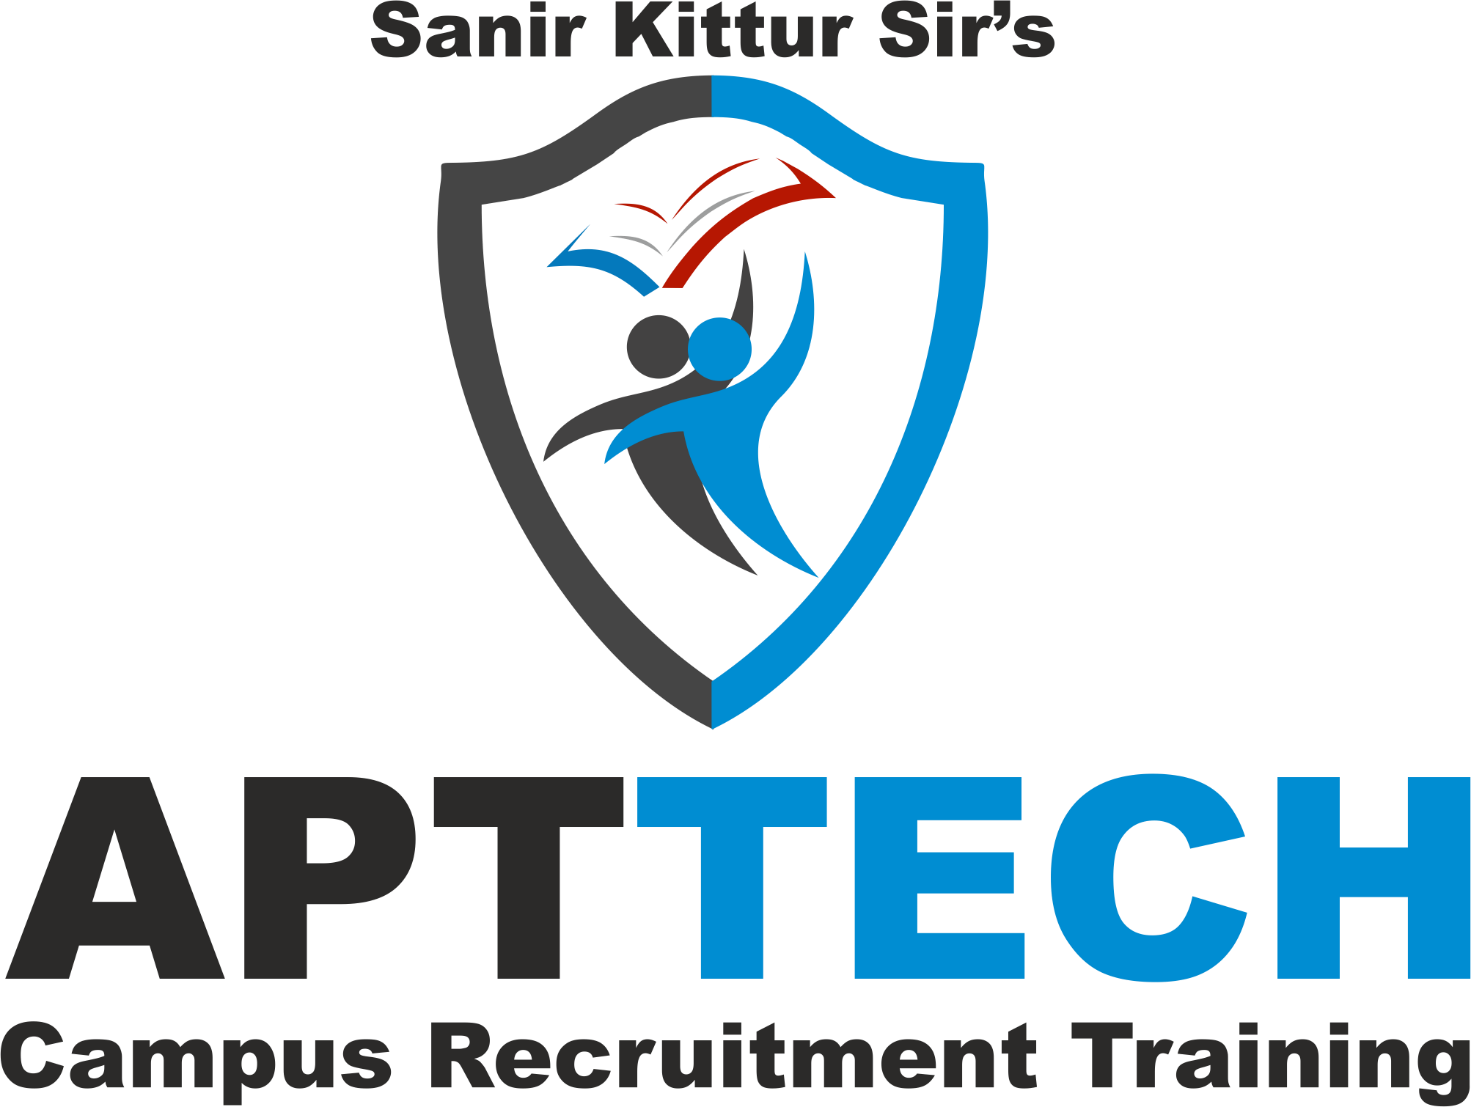 Sanir Kittur Sir’s
APTTECH
Campus Recruitment Training